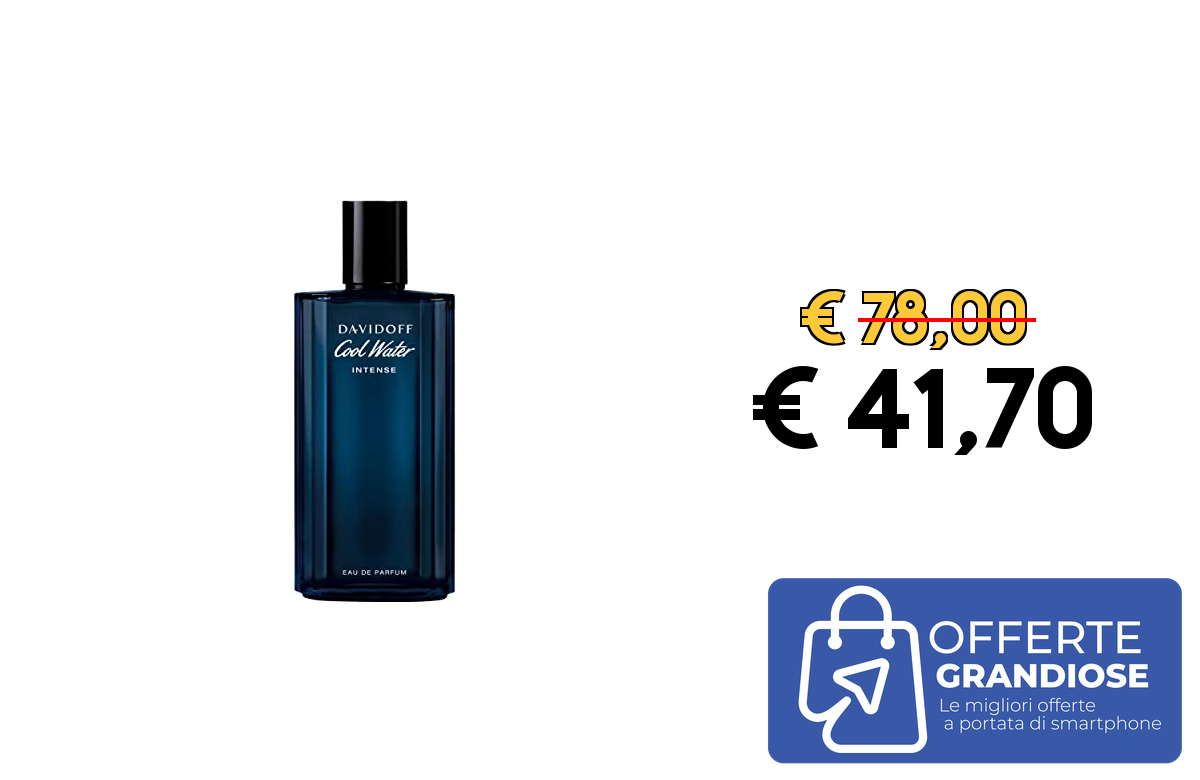 DAVIDOFF
Cool Water
INTENSE
EAU DE PARFUM
€ 78,00
€ 41,70
OFFERTE
GRANDIOSE
Le migliori offerte
a portata di smartphone